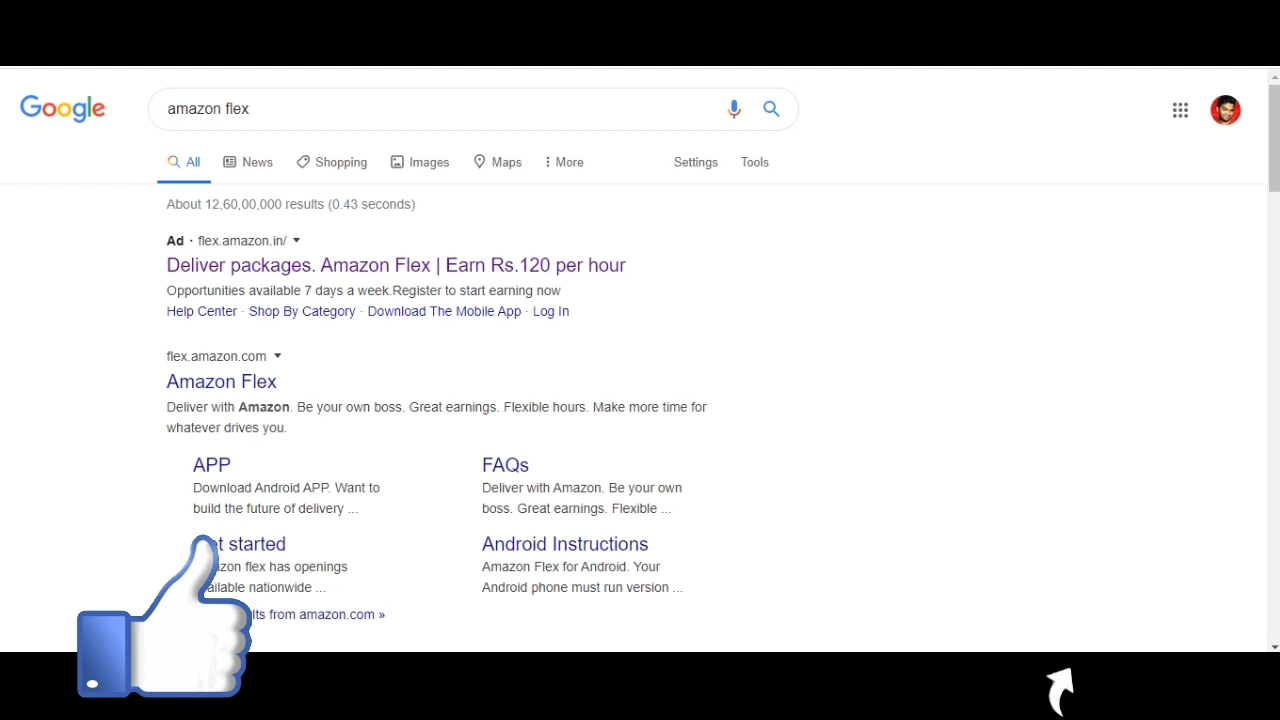 Google
amazon flex
All News Shopping Images Maps More Settings Tools
About 12,60,00,000 results (0.43 seconds)
Ad · flex.amazon.in/
Deliver packages. Amazon Flex | Earn Rs.120 per hour
Opportunities available 7 days a week.Register to start earning now
Help Center · Shop By Category · Download The Mobile App · Log In
flex.amazon.com
Amazon Flex
Deliver with Amazon. Be your own boss. Great earnings. Flexible hours. Make more time for
whatever drives you.
APP
Download Android APP. Want to
build the future of delivery ...
FAQs
Deliver with Amazon. Be your own
boss. Great earnings. Flexible ...
started
flex has openings
nationwide ...
Android Instructions
Amazon Flex for Android. Your
Android phone must run version ...
from amazon.com »